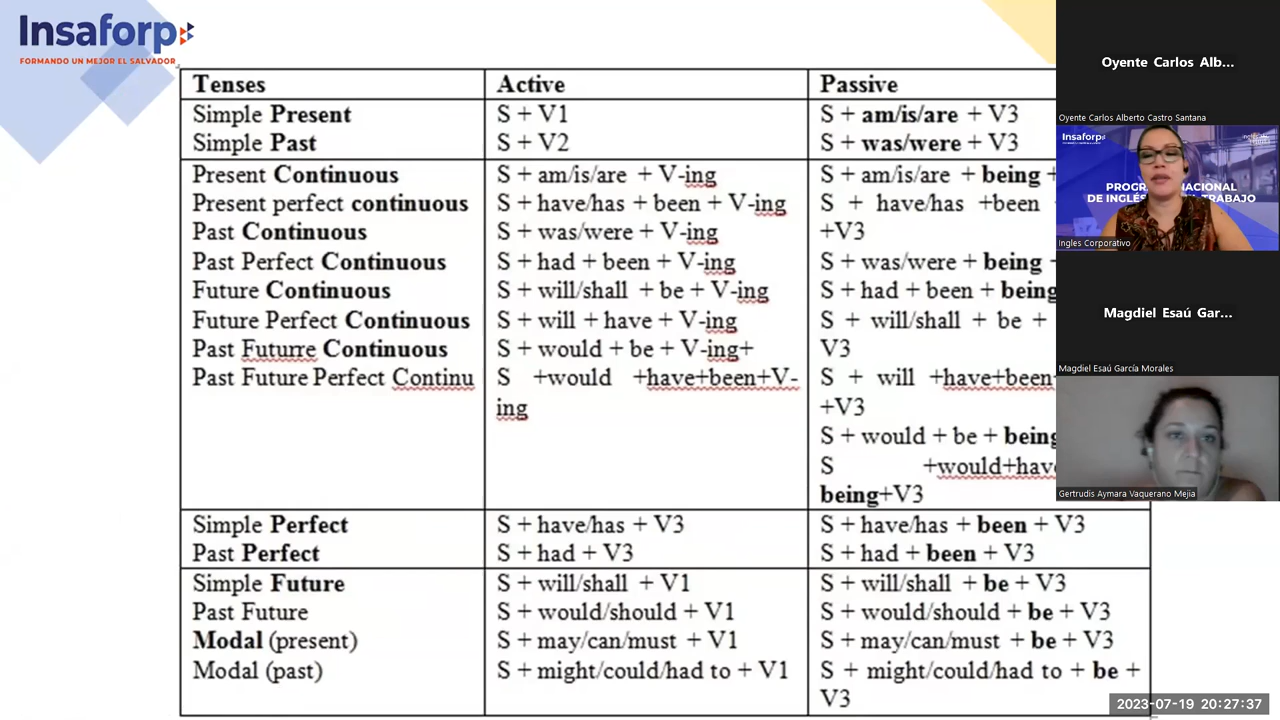 Insaforp
FORMANDO UN MEJOR EL SALVADOR
Tenses Active Passive
Simple Present S + V1 S + am/is/are + V3
Simple Past S + V2 S + was/were + V3
Present Continuous S + am/is/are + V-ing S + am/is/are + being +
Present perfect continuous S + have/has + been + V-ing S + have/has +been
Past Continuous S + was/were + V-ing +V3
Past Perfect Continuous S + had + been + V-ing S + was/were + being +
Future Continuous S + will/shall + be + V-ing S + had + been + being
Future Perfect Continuous S + will + have + V-ing S + will/shall + be +
Past Futurre Continuous S + would + be + V-ing+ V3
Past Future Perfect Continu S +would +have+been+V- S + will +have+been
ing +V3
S + would + be + being
S +would+have
being+V3
Simple Perfect S + have/has + V3 S + have/has + been + V3
Past Perfect S + had + V3 S + had + been + V3
Simple Future S + will/shall + V1 S + will/shall + be + V3
Past Future S + would/should + V1 S + would/should + be + V3
Modal (present) S + may/can/must + V1 S + may/can/must + be + V3
Modal (past) S + might/could/had to + V1 S + might/could/had to + be +
V3
Oyente Carlos Alb...
Oyente Carlos Alberto Castro Santana
Insaforp
PROGR NACIONAL
DE INGLÉS TRABAJO
Ingles Corporativo
Magdiel Esaú Gar...
Magdiel Esaú García Morales
Gertrudis Aymara Vaquerano Mejia
2023-07-19 20:27:37